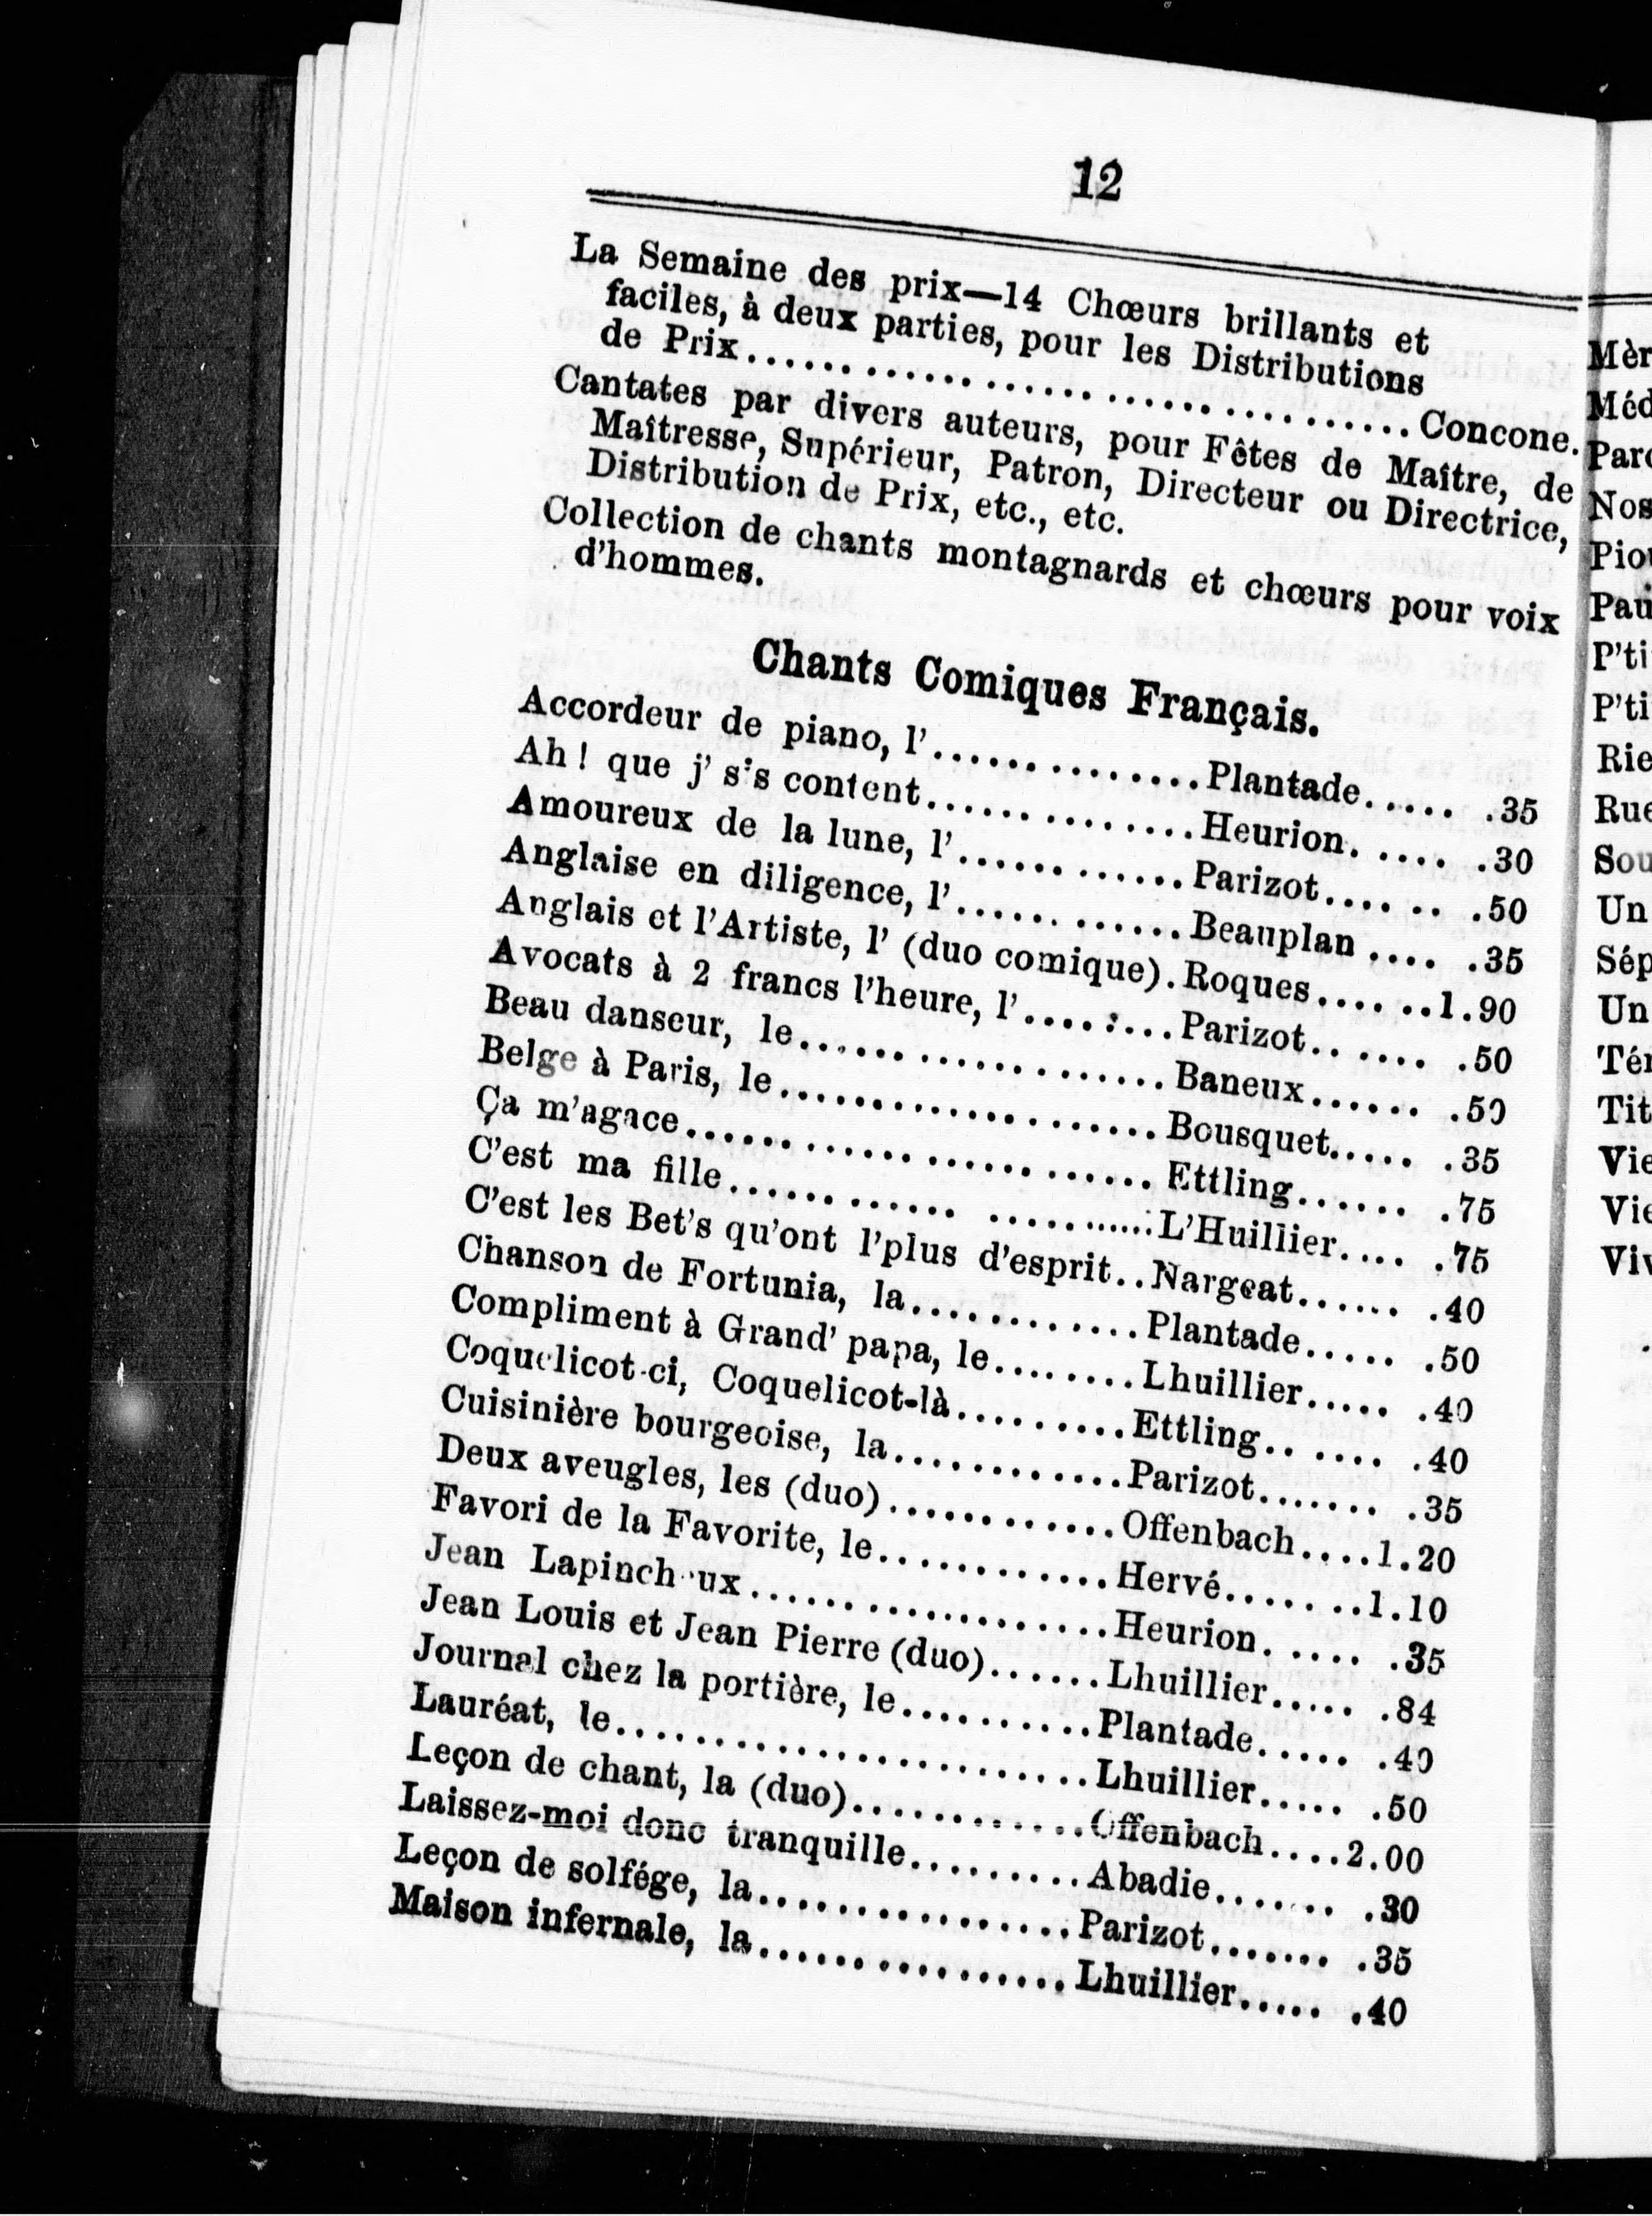 12
La Semaine des prix—14 Chœurs brillants et
faciles, à deux parties, pour les Distributions
de Prix........................................Concone.
Cantates par divers auteurs, pour Fêtes de Maître, de
Maîtresse, Supérieur, Patron, Directeur ou Directrice,
Distribution de Prix, etc., etc.
Collection de chants montagnards et chœurs pour voix
d'hommes.
Chants Comiques Français.
Accordeur de piano, l'..............Plantade..... .35
Ah ! que j' s's content..............Heurion. .... .30
Amoureux de la lune, l'............Parizot.... .. .50
Anglaise en diligence, l'...... ......Beauplan .... .35
Anglais et l'Artiste, l' (duo comique).Roques.... ..1.90
Avocats à 2 francs l'heure, l'........Parizot.. .... .50
Beau danseur, le......................Baneux...... .50
Belge à Paris, le......................Bousquet..... .35
Ça m'agace........................Ettling...... .75
C'est ma fille............ ..........L'Huillier.... .75
C'est les Bet's qu'ont l'plus d'esprit..Nargeat...... .40
Chanson de Fortunia, la............Plantade..... .50
Compliment à Grand' papa, le........Lhuillier..... .40
Coquelicot-ci, Coquelicot-là.........Ettling.. .... .40
Cuisinière bourgeoise, la............Parizot....... .35
Deux aveugles, les (duo)............Offenbach....1.20
Favori de la Favorite, le............Hervé..... ..1.10
Jean Lapinch ux...................Heurion. .... .35
Jean Louis et Jean Pierre (duo)......Lhuillier..... .84
Journal chez la portière, le..........Plantade..... .40
Lauréat, le.........................Lhuillier..... .50
Leçon de chant, la (duo)............Offenbach....2.00
Laissez-moi donc tranquille.........Abadie....... .30
Leçon de solfége, la................Parizot....... .35
Maison infernale, la................Lhuillier..... .40
Mèr
Méd
Par
Nos
Pio
Pau
P'ti
P'ti
Rie
Rue
Sou
Un
Sép
Un
Tér
Tit
Vie
Vie
Viv